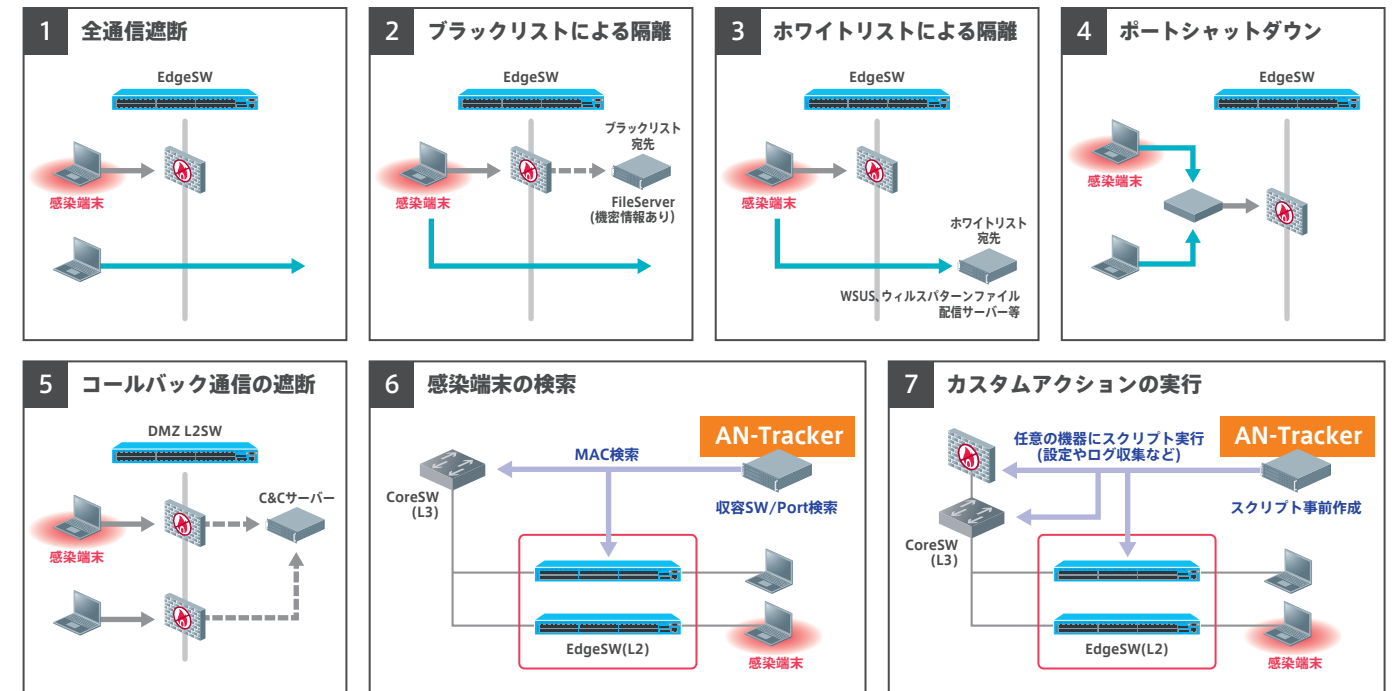 1 全通信遮断
EdgeSW
感染端末
2 ブラックリストによる隔離
EdgeSW
ブラックリスト
宛先
感染端末
FileServer
(機密情報あり)
3 ホワイトリストによる隔離
EdgeSW
感染端末
ホワイトリスト
宛先
WSUS、ウィルスパターンファイル
配信サーバー等
4 ポートシャットダウン
EdgeSW
感染端末
5 コールバック通信の遮断
DMZ L2SW
C&Cサーバー
感染端末
6 感染端末の検索
AN-Tracker
MAC検索
CoreSW
(L3)
収容SW/Port検索
EdgeSW(L2)
感染端末
7 カスタムアクションの実行
任意の機器にスクリプト実行
(設定やログ収集など)
AN-Tracker
スクリプト事前作成
CoreSW
(L3)
EdgeSW(L2)
感染端末